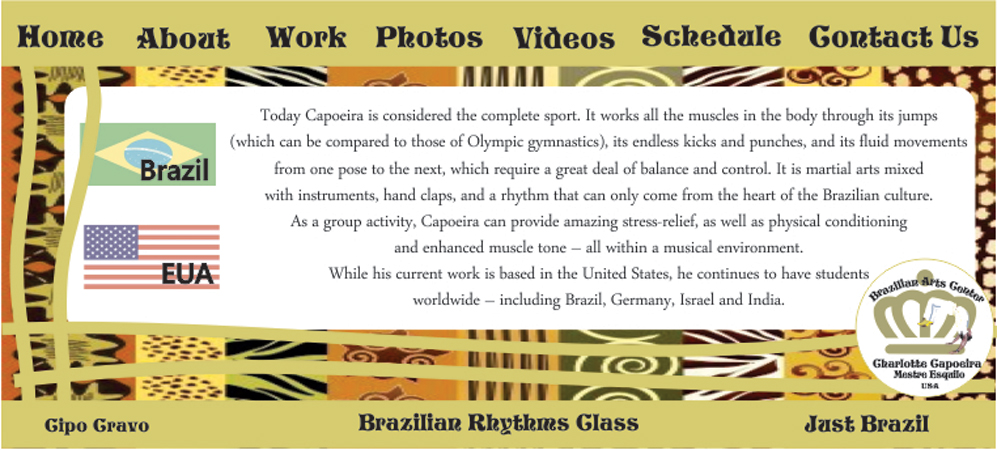 Home About Work Photos Videos Schedule Contact Us
Today Capoeira is considered the complete sport. It works all the muscles in the body through its jumps
(which can be compared to those of Olympic gymnastics), its endless kicks and punches, and its fluid movements
from one pose to the next, which require a great deal of balance and control. It is martial arts mixed
with instruments, hand claps, and a rhythm that can only come from the heart of the Brazilian culture.
As a group activity, Capoeira can provide amazing stress-relief, as well as physical conditioning
and enhanced muscle tone – all within a musical environment.
While his current work is based in the United States, he continues to have students
worldwide – including Brazil, Germany, Israel and India.
Brazil
EUA
Brazilian Arts Center
Charlotte Capoeira
Mestre Esquilo
USA
Cipo Cravo Brazilian Rhythms Class Just Brazil